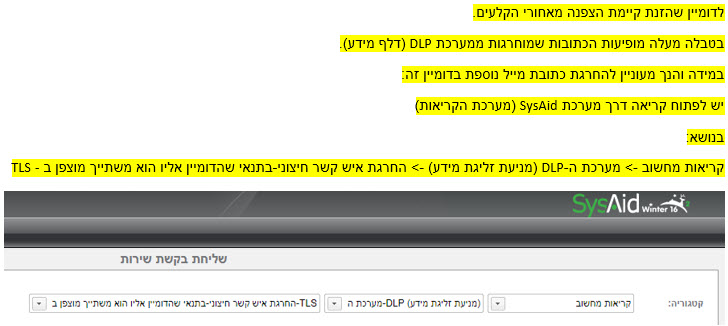 לדומיין שהזנת קיימת הצפנה מאחורי הקלעים.
בטבלה מעלה מופיעות הכתובות שמוחרגות ממערכת DLP (דלף מידע).
במידה והנך מעוניין להחרגת כתובת מייל נוספת בדומיין זה:
יש לפתוח קריאה דרך מערכת SysAid (מערכת הקריאות)
בנושא:
קריאות מחשוב -> מערכת ה-DLP (מניעת זליגת מידע) -> החרגת איש קשר חיצוני-בתנאי שהדומיין אליו הוא משתייך מוצפן ב - TLS
SysAid Winter 16
שליחת בקשת שירות
קטגוריה: קריאות מחשוב (מניעת זליגת מידע) DLP-מערכת ה TLS-החרגת איש קשר חיצוני-בתנאי שהדומיין אליו הוא משתייך מוצפן ב